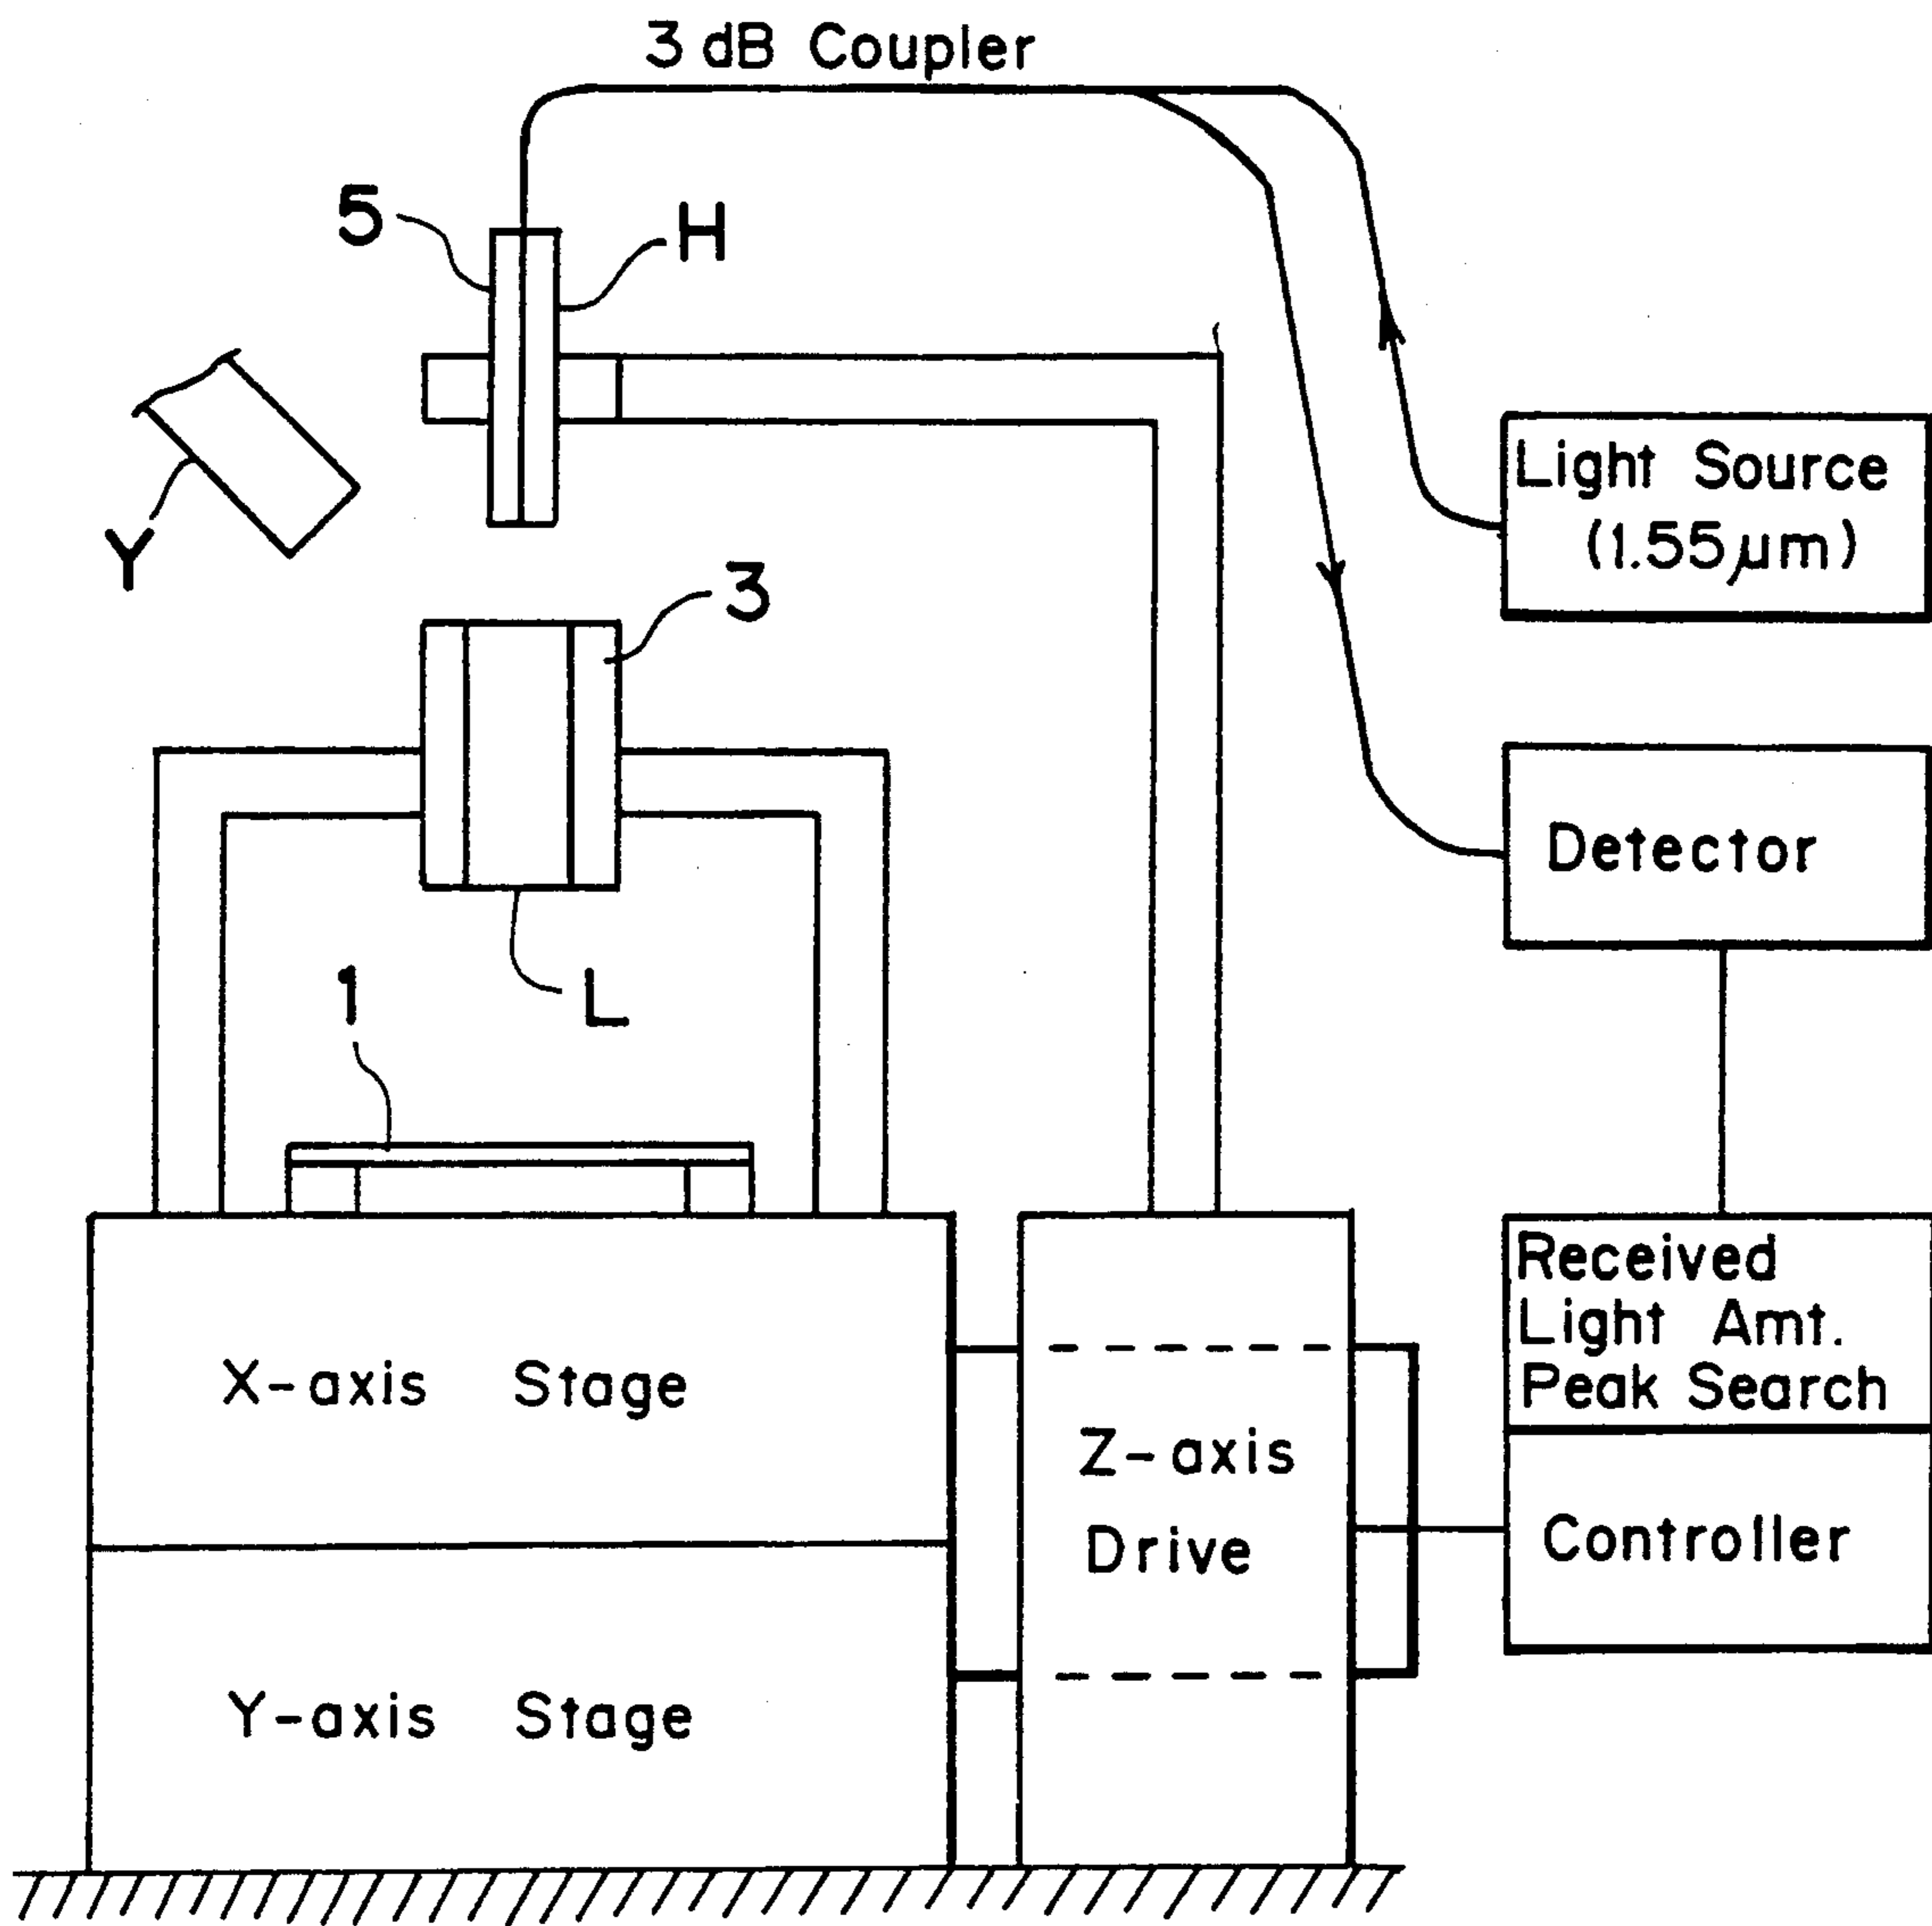 3 dB Coupler
5
H
Y
Light Source
(1.55μm)
3
Detector
1
L
Received
Light Amt.
Peak Search
X-axis Stage
Z-axis
Drive
Controller
Y-axis Stage